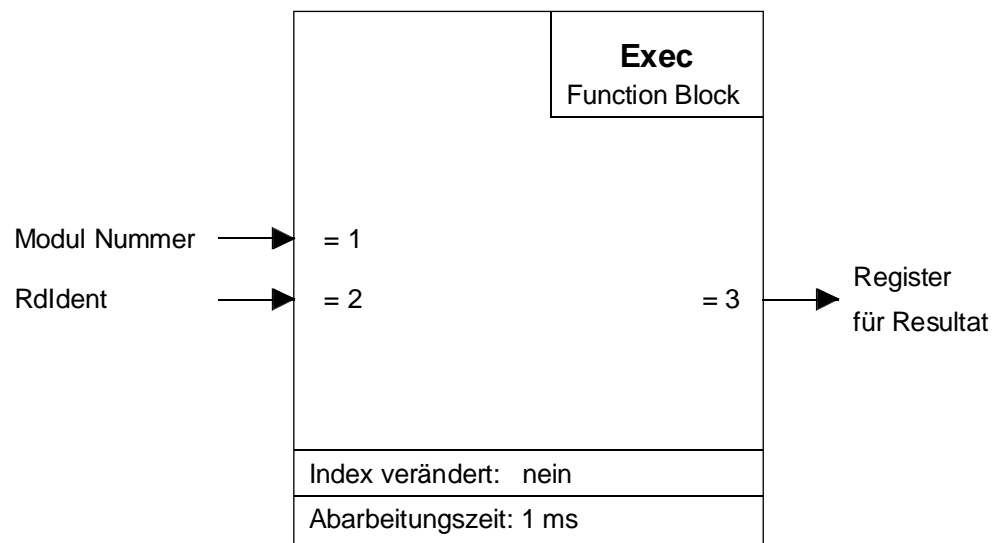 Exec
Function Block
Modul Nummer
= 1
RdIdent
= 2
= 3
Register
für Resultat
Index verändert: nein
Abarbeitungszeit: 1 ms